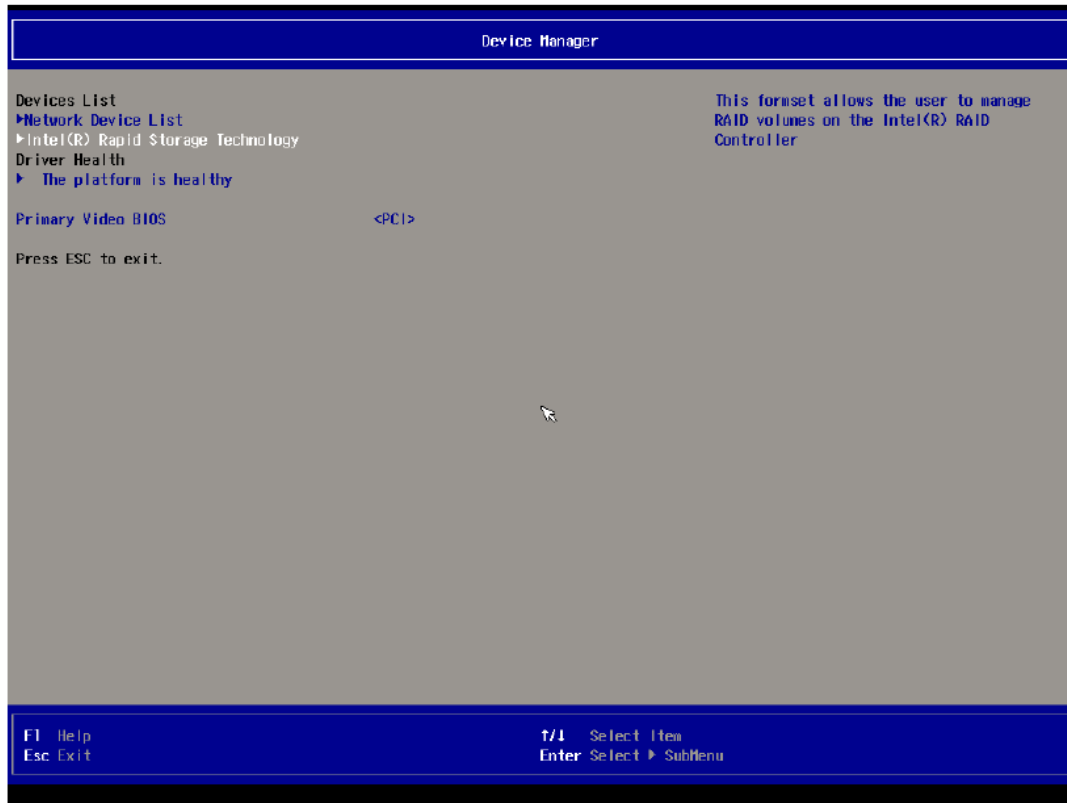 Device Manager
Devices List
▶Network Device List
▶Intel(R) Rapid Storage Technology
Driver Health
▶ The platform is healthy
Primary Video BIOS <PCI>
Press ESC to exit.
This formset allows the user to manage
RAID volumes on the Intel(R) RAID
Controller
F1 Help
Esc Exit
↑/↓ Select Item
Enter Select ▶ SubMenu